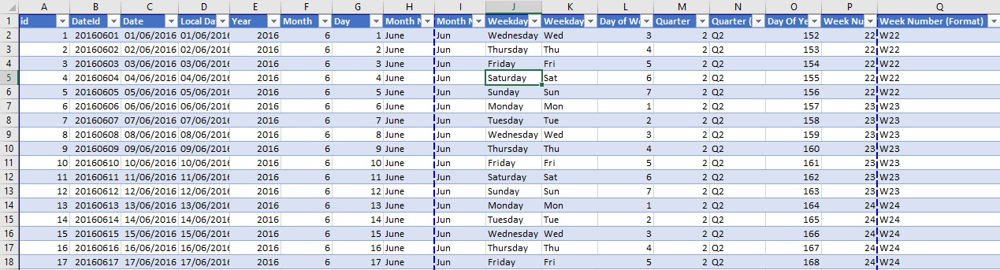 A B C D E F G H I J K L M N O P Q
1 id DateId Date Local Da Year Month Day Month N Month N Weekday Weekday Day of W Quarter Quarter ( Day Of Ye Week Nu Week Number (Format)
2 1 20160601 01/06/2016 01/06/2016 2016 6 1 June Jun Wednesday Wed 3 2 Q2 152 22 W22
3 2 20160602 02/06/2016 02/06/2016 2016 6 2 June Jun Thursday Thu 4 2 Q2 153 22 W22
4 3 20160603 03/06/2016 03/06/2016 2016 6 3 June Jun Friday Fri 5 2 Q2 154 22 W22
5 4 20160604 04/06/2016 04/06/2016 2016 6 4 June Jun Saturday Sat 6 2 Q2 155 22 W22
6 5 20160605 05/06/2016 05/06/2016 2016 6 5 June Jun Sunday Sun 7 2 Q2 156 22 W22
7 6 20160606 06/06/2016 06/06/2016 2016 6 6 June Jun Monday Mon 1 2 Q2 157 23 W23
8 7 20160607 07/06/2016 07/06/2016 2016 6 7 June Jun Tuesday Tue 2 2 Q2 158 23 W23
9 8 20160608 08/06/2016 08/06/2016 2016 6 8 June Jun Wednesday Wed 3 2 Q2 159 23 W23
10 9 20160609 09/06/2016 09/06/2016 2016 6 9 June Jun Thursday Thu 4 2 Q2 160 23 W23
11 10 20160610 10/06/2016 10/06/2016 2016 6 10 June Jun Friday Fri 5 2 Q2 161 23 W23
12 11 20160611 11/06/2016 11/06/2016 2016 6 11 June Jun Saturday Sat 6 2 Q2 162 23 W23
13 12 20160612 12/06/2016 12/06/2016 2016 6 12 June Jun Sunday Sun 7 2 Q2 163 23 W23
14 13 20160613 13/06/2016 13/06/2016 2016 6 13 June Jun Monday Mon 1 2 Q2 164 24 W24
15 14 20160614 14/06/2016 14/06/2016 2016 6 14 June Jun Tuesday Tue 2 2 Q2 165 24 W24
16 15 20160615 15/06/2016 15/06/2016 2016 6 15 June Jun Wednesday Wed 3 2 Q2 166 24 W24
17 16 20160616 16/06/2016 16/06/2016 2016 6 16 June Jun Thursday Thu 4 2 Q2 167 24 W24
18 17 20160617 17/06/2016 17/06/2016 2016 6 17 June Jun Friday Fri 5 2 Q2 168 24 W24